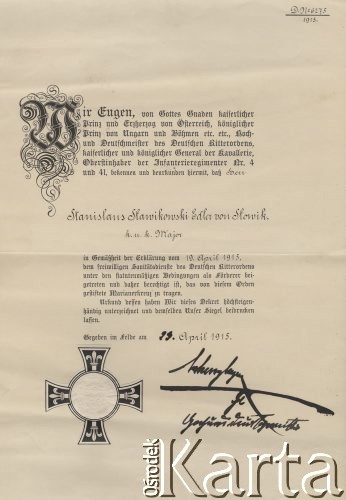 D. Nº 6275
1915.
Wir Eugen, von Gottes Gnaden kaiserlicher
Prinz und Erzherzog von Österreich, königlicher
Prinz von Ungarn und Böhmen etc. etc., Hoch-
und Deutschmeister des Deutschen Ritterordens,
kaiserlicher und königlicher General der Kavallerie,
Oberstinhaber der Infanterieregimenter Nr. 4
und 41, bekennen und beurkunden hiermit, daß Herr
Stanislaus Sławikowski Edler von Słowik,
k. u. k. Major
in Gemäßheit der Erklärung vom 19. April 1915,
dem freiwilligen Sanitätsdienste des Deutschen Ritterordens
unter den statutenmäßigen Bedingungen als Förderer bei-
getreten und daher berechtigt ist, das von diesem Orden
gestiftete Marianerkreuz zu tragen.
Urkund dessen haben Wir dieses Dekret höchsteigen-
händig unterzeichnet und demselben Unser Siegel beidrucken
lassen.
Gegeben im Felde am 23. April 1915.
Ośrodek
Karta